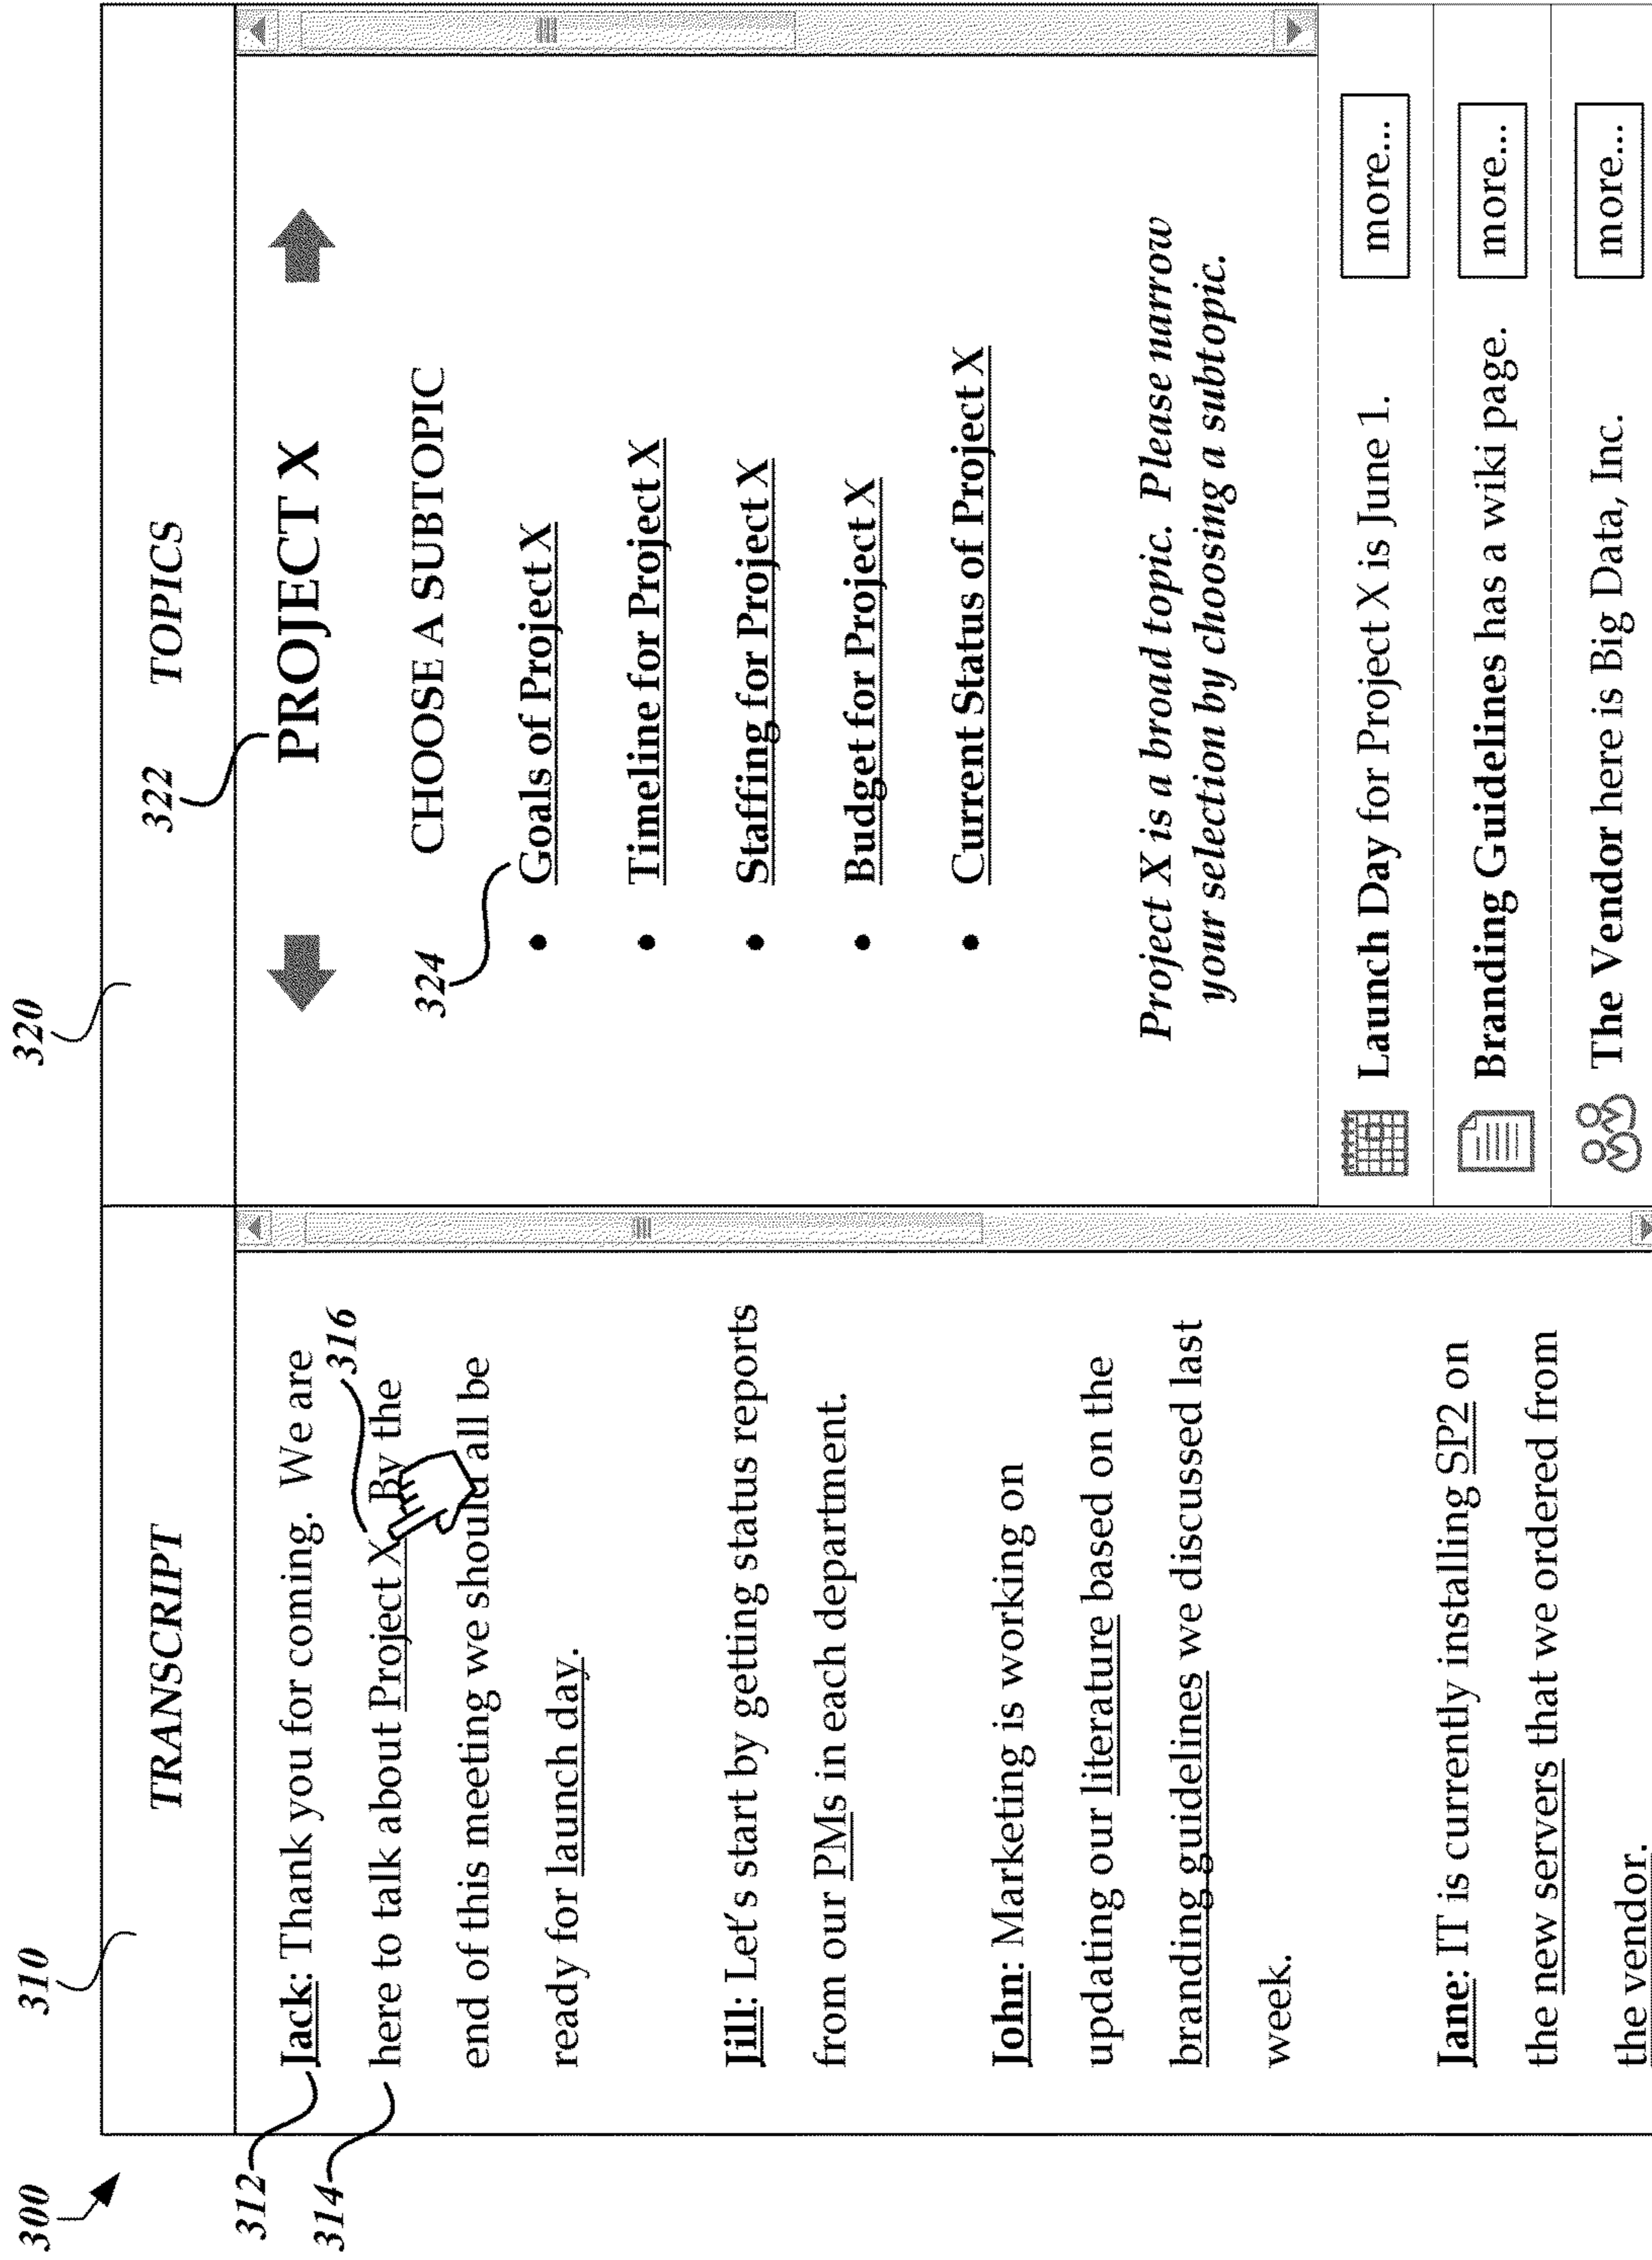 300
310
320
TRANSCRIPT
312
314
316
Jack: Thank you for coming. We are
here to talk about Project X. By the
end of this meeting we should all be
ready for launch day.
Jill: Let's start by getting status reports
from our PMs in each department.
John: Marketing is working on
updating our literature based on the
branding guidelines we discussed last
week.
Jane: IT is currently installing SP2 on
the new servers that we ordered from
the vendor.
TOPICS
322
PROJECT X
324
CHOOSE A SUBTOPIC
• Goals of Project X
• Timeline for Project X
• Staffing for Project X
• Budget for Project X
• Current Status of Project X
Project X is a broad topic. Please narrow
your selection by choosing a subtopic.
Launch Day for Project X is June 1. more...
Branding Guidelines has a wiki page. more...
The Vendor here is Big Data, Inc. more...